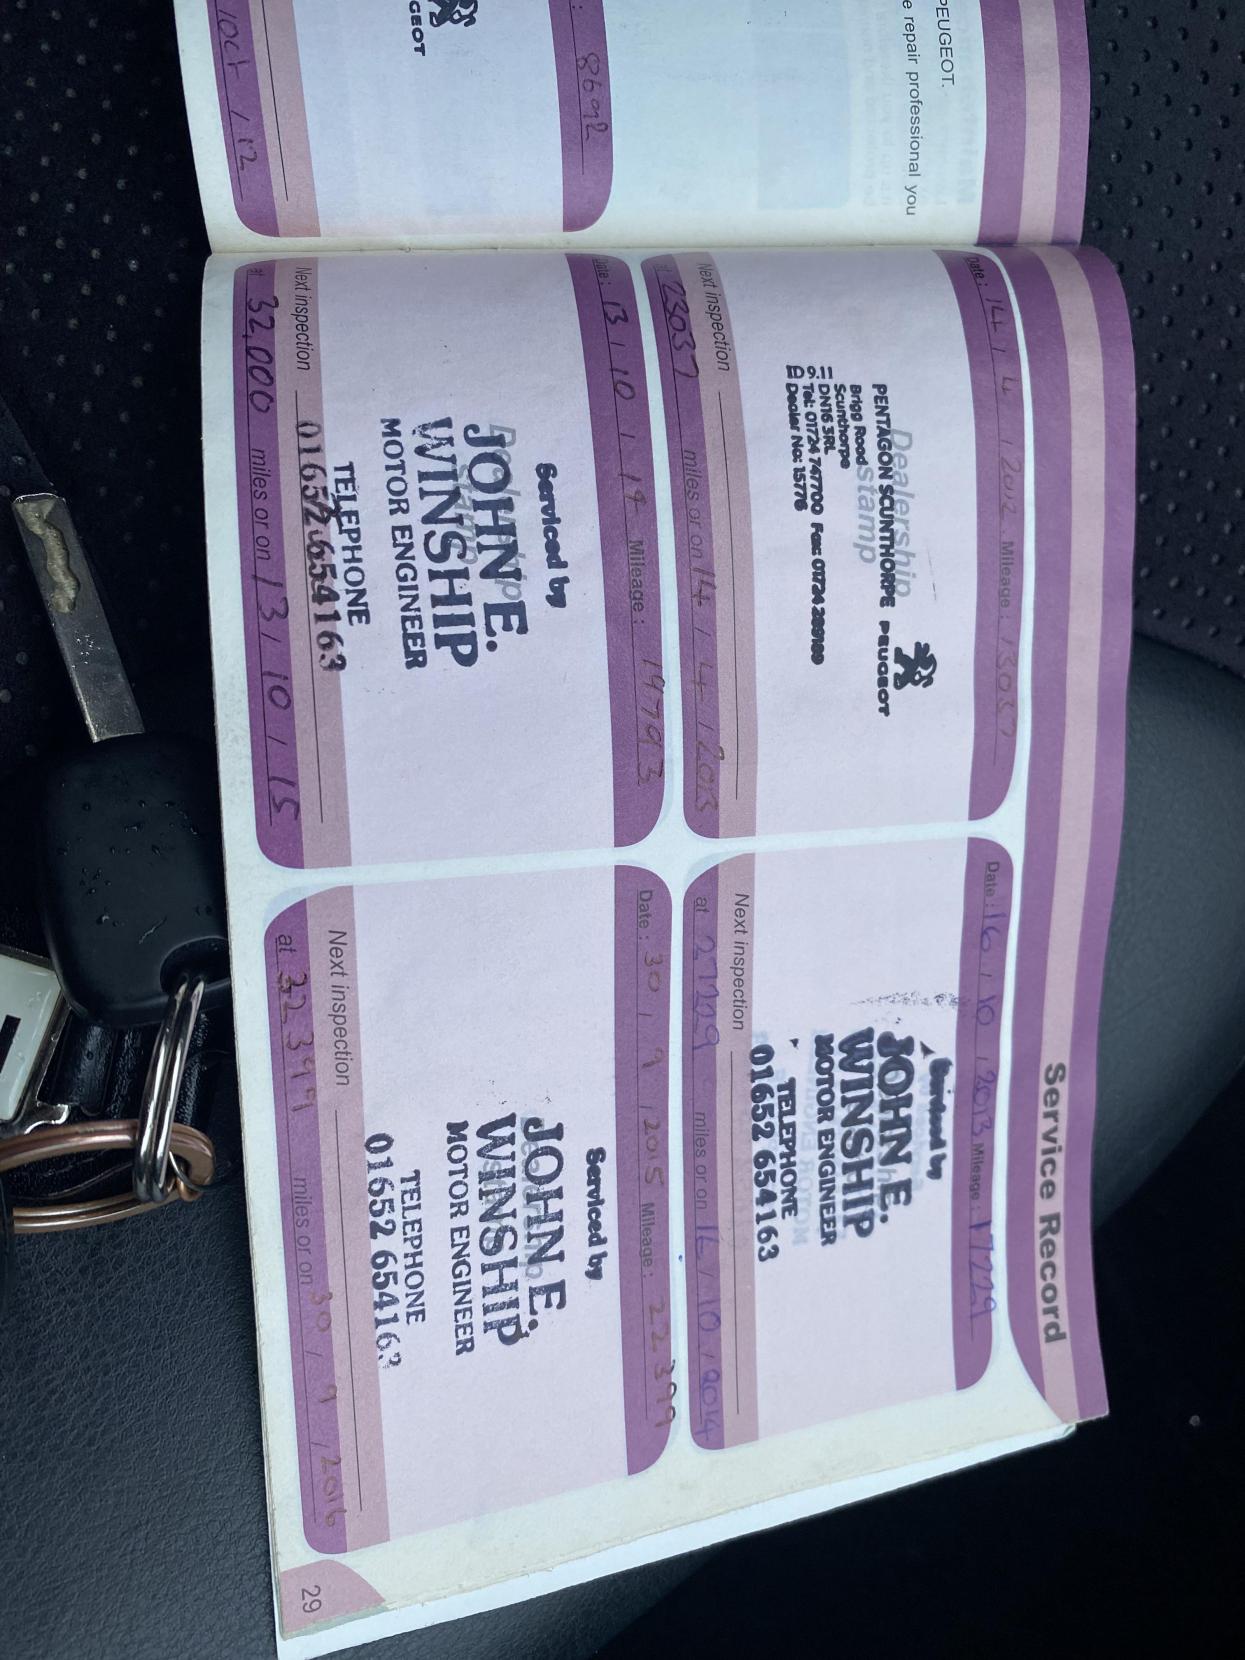 PEUGEOT.
e repair professional you
: 8692
GEOT
10ct / 12
Service Record
Date : 14 / 4 / 2012 Mileage : 13037
Dealership
stamp
PENTAGON SCUNTHORPE PEUGEOT
Brigg Road
Scunthorpe
DN16 3RL
Tel: 01724 747700 Fax: 01724 289189
Dealer No: 15776
Next inspection
at 23037 miles or on 14 / 4 / 2013
Date : 16 / 10 / 2013 Mileage : 17229
Serviced by
JOHN E.
WINSHIP
MOTOR ENGINEER
TELEPHONE
01652 654163
Next inspection
at 27229 miles or on 16 / 10 / 2014
Date : 13 / 10 / 14 Mileage : 19793
Serviced by
JOHN E.
WINSHIP
MOTOR ENGINEER
TELEPHONE
01652 654163
Next inspection
at 32,000 miles or on 13 / 10 / 15
Date : 30 / 9 / 2015 Mileage : 22399
Serviced by
JOHN E.
WINSHIP
MOTOR ENGINEER
TELEPHONE
01652 654163
Next inspection
at 32399 miles or on 30 / 9 / 2016
29